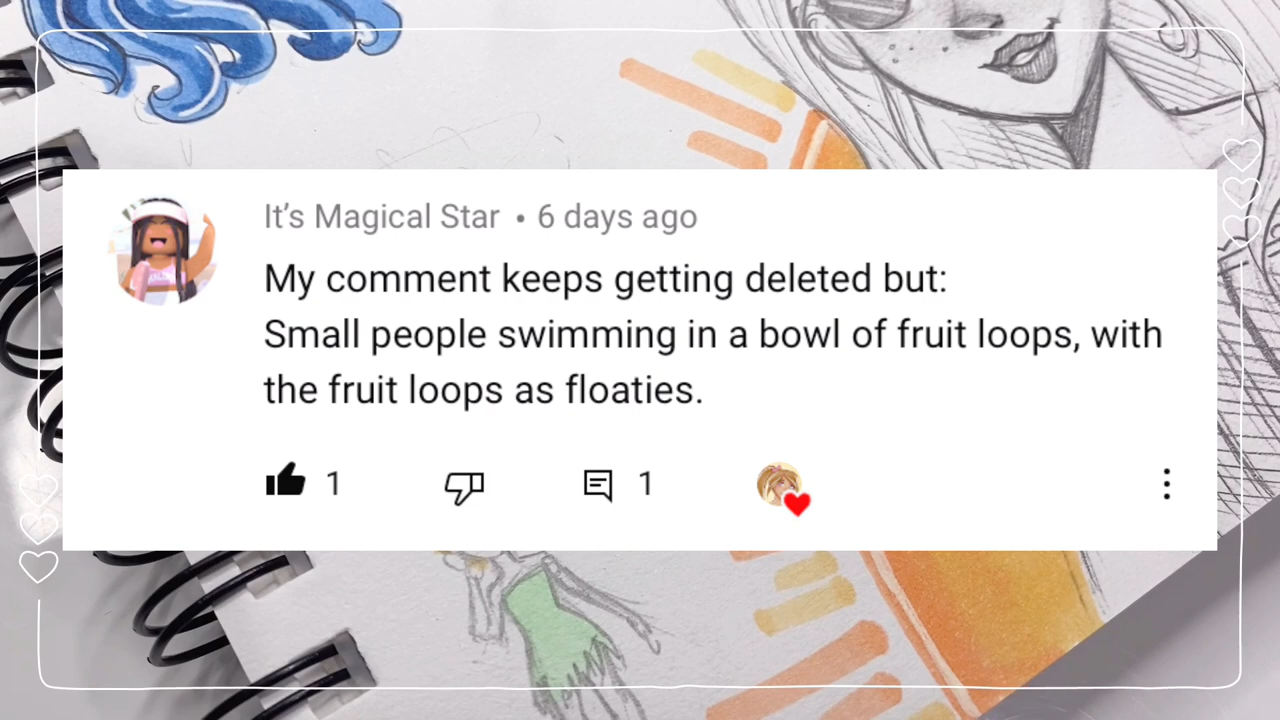 It’s Magical Star • 6 days ago
My comment keeps getting deleted but:
Small people swimming in a bowl of fruit loops, with
the fruit loops as floaties.
1
1